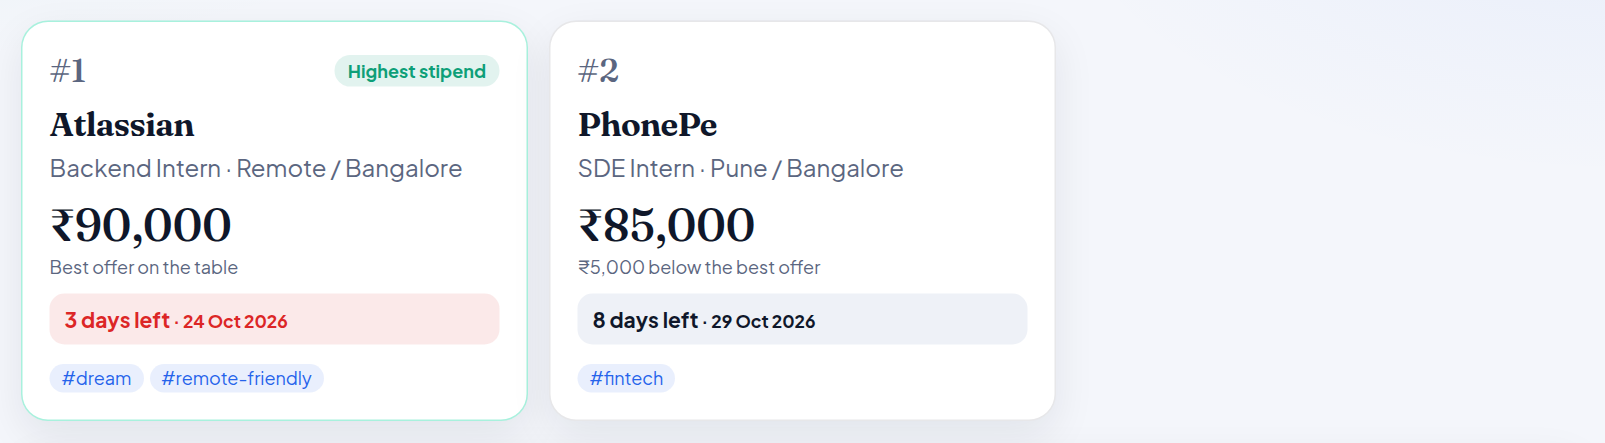 #1
Highest stipend
Atlassian
Backend Intern · Remote / Bangalore
₹90,000
Best offer on the table
3 days left · 24 Oct 2026
#dream #remote-friendly
#2
PhonePe
SDE Intern · Pune / Bangalore
₹85,000
₹5,000 below the best offer
8 days left · 29 Oct 2026
#fintech